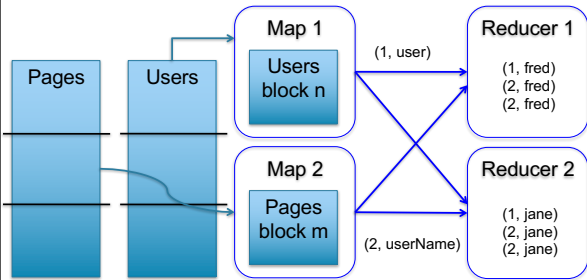 Pages
Users
Map 1
Users
block n
(1, user)
Reducer 1
(1, fred)
(2, fred)
(2, fred)
Map 2
Pages
block m
(2, userName)
Reducer 2
(1, jane)
(2, jane)
(2, jane)